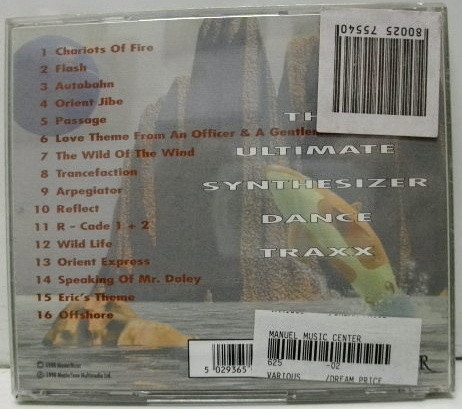 80025 75540
1 Chariots Of Fire
2 Flash
3 Autobahn
4 Orient Jibe
5 Passage
6 Love Theme From An Officer & A Gentlem
7 The Wild Of The Wind
8 Trancefaction
9 Arpegiator
10 Reflect
11 R - Cade 1 + 2
12 Wild Life
13 Orient Express
14 Speaking Of Mr. Doley
15 Eric's Theme
16 Offshore
TH
ULTIMATE
SYNTHESIZER
DANCE
TRAXX
MANUEL MUSIC CENTER
625 -02
VARIOUS /DREAM PRICE
5 029365
R